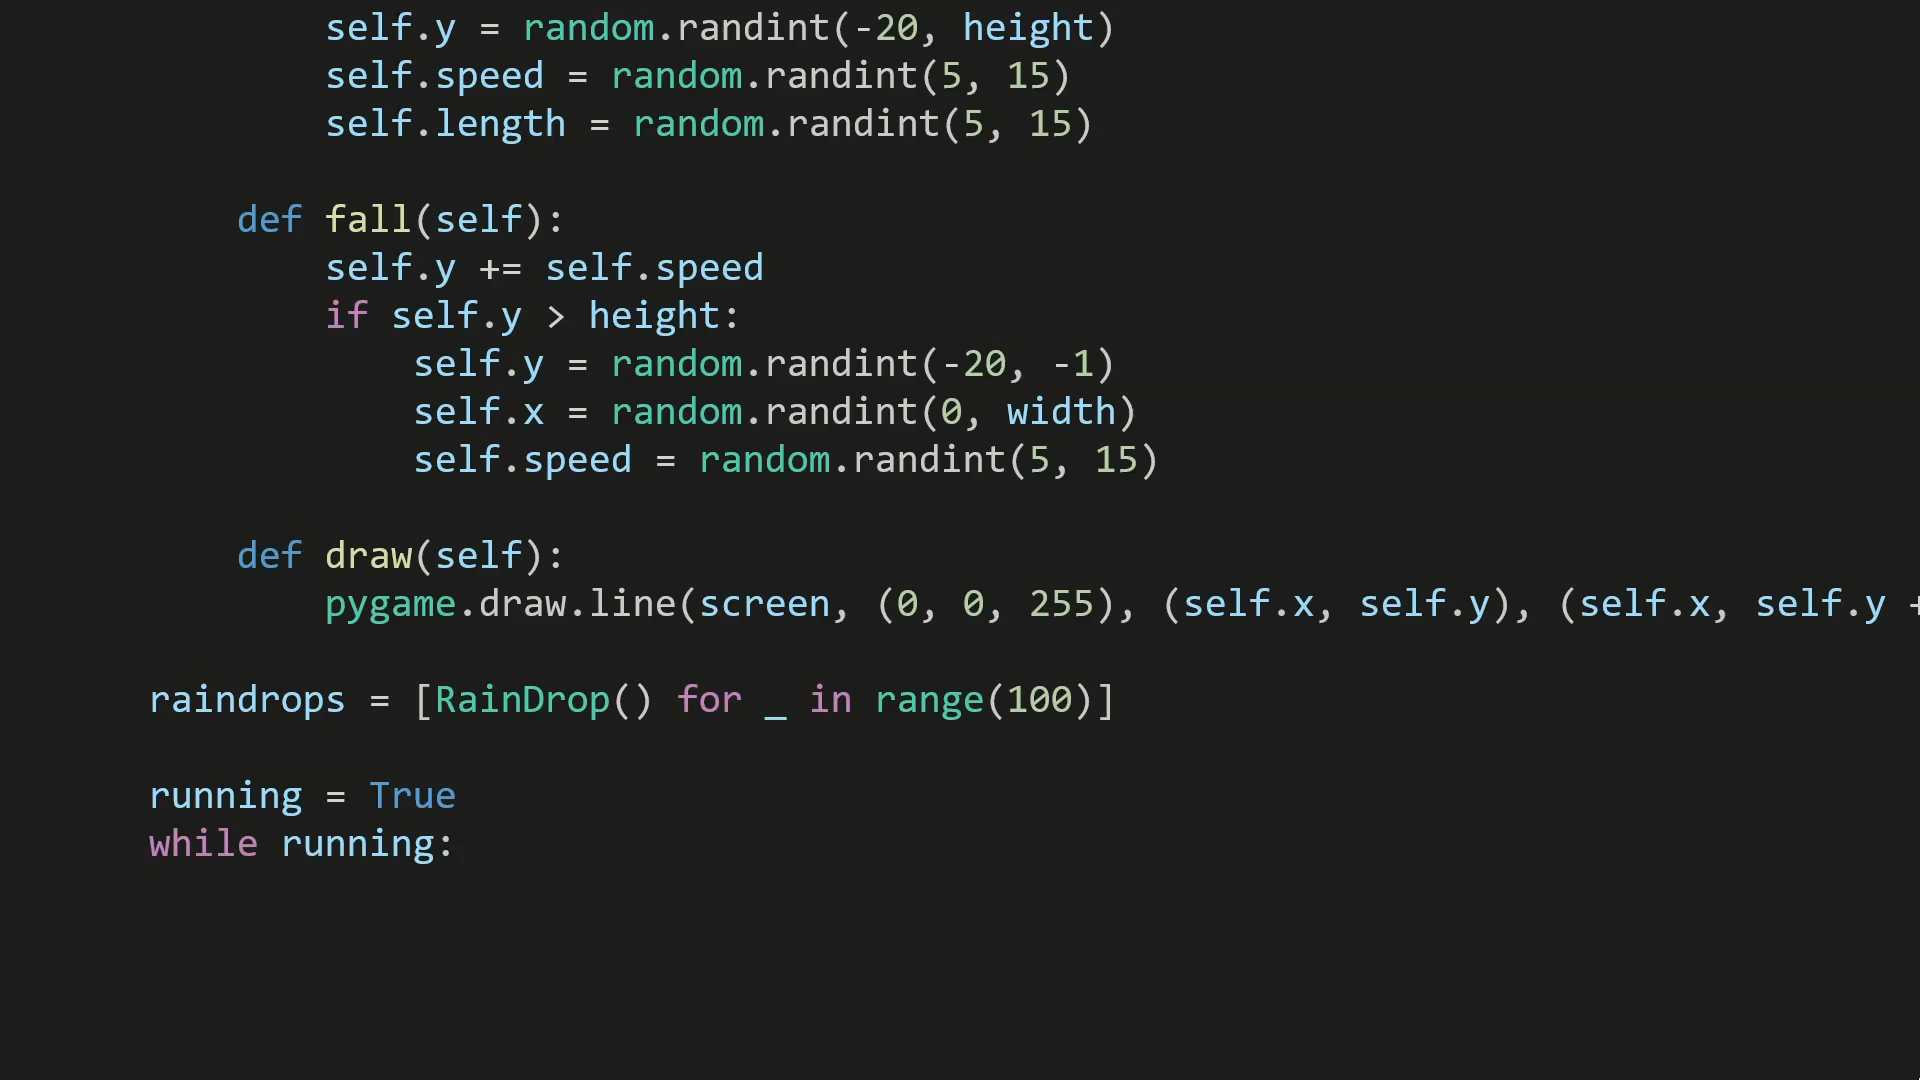 self.y = random.randint(-20, height)
self.speed = random.randint(5, 15)
self.length = random.randint(5, 15)
def fall(self):
self.y += self.speed
if self.y > height:
self.y = random.randint(-20, -1)
self.x = random.randint(0, width)
self.speed = random.randint(5, 15)
def draw(self):
pygame.draw.line(screen, (0, 0, 255), (self.x, self.y), (self.x, self.y +
raindrops = [RainDrop() for _ in range(100)]
running = True
while running: